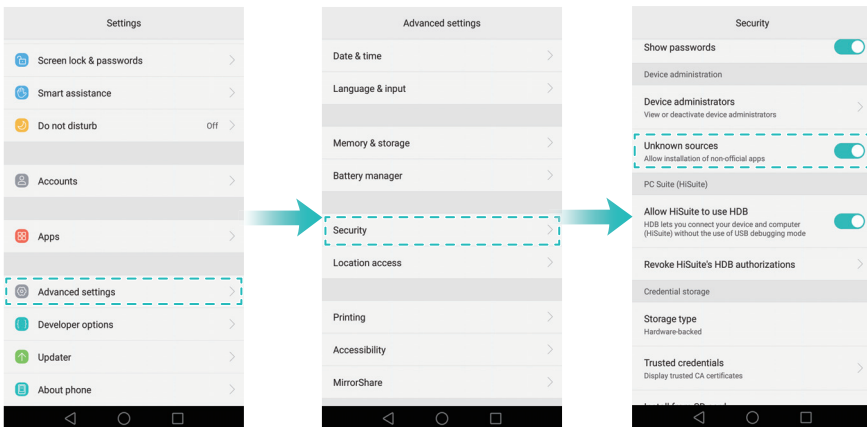 Settings
Screen lock & passwords
Smart assistance
Do not disturb Off
Accounts
Apps
Advanced settings
Developer options
Updater
About phone
Advanced settings
Date & time
Language & input
Memory & storage
Battery manager
Security
Location access
Printing
Accessibility
MirrorShare
Security
Show passwords
Device administration
Device administrators
View or deactivate device administrators
Unknown sources
Allow installation of non-official apps
PC Suite (HiSuite)
Allow HiSuite to use HDB
HDB lets you connect your device and computer
(HiSuite) without the use of USB debugging mode
Revoke HiSuite's HDB authorizations
Credential storage
Storage type
Hardware-backed
Trusted credentials
Display trusted CA certificates